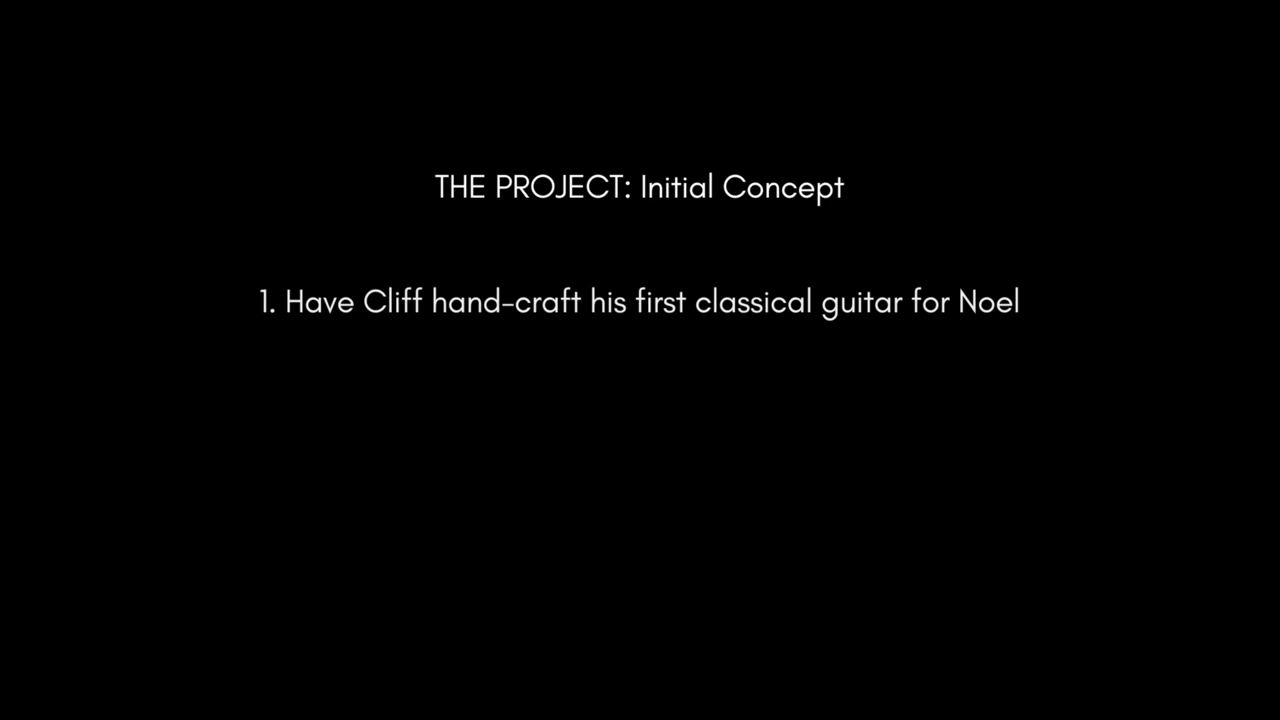 THE PROJECT: Initial Concept
1. Have Cliff hand-craft his first classical guitar for Noel